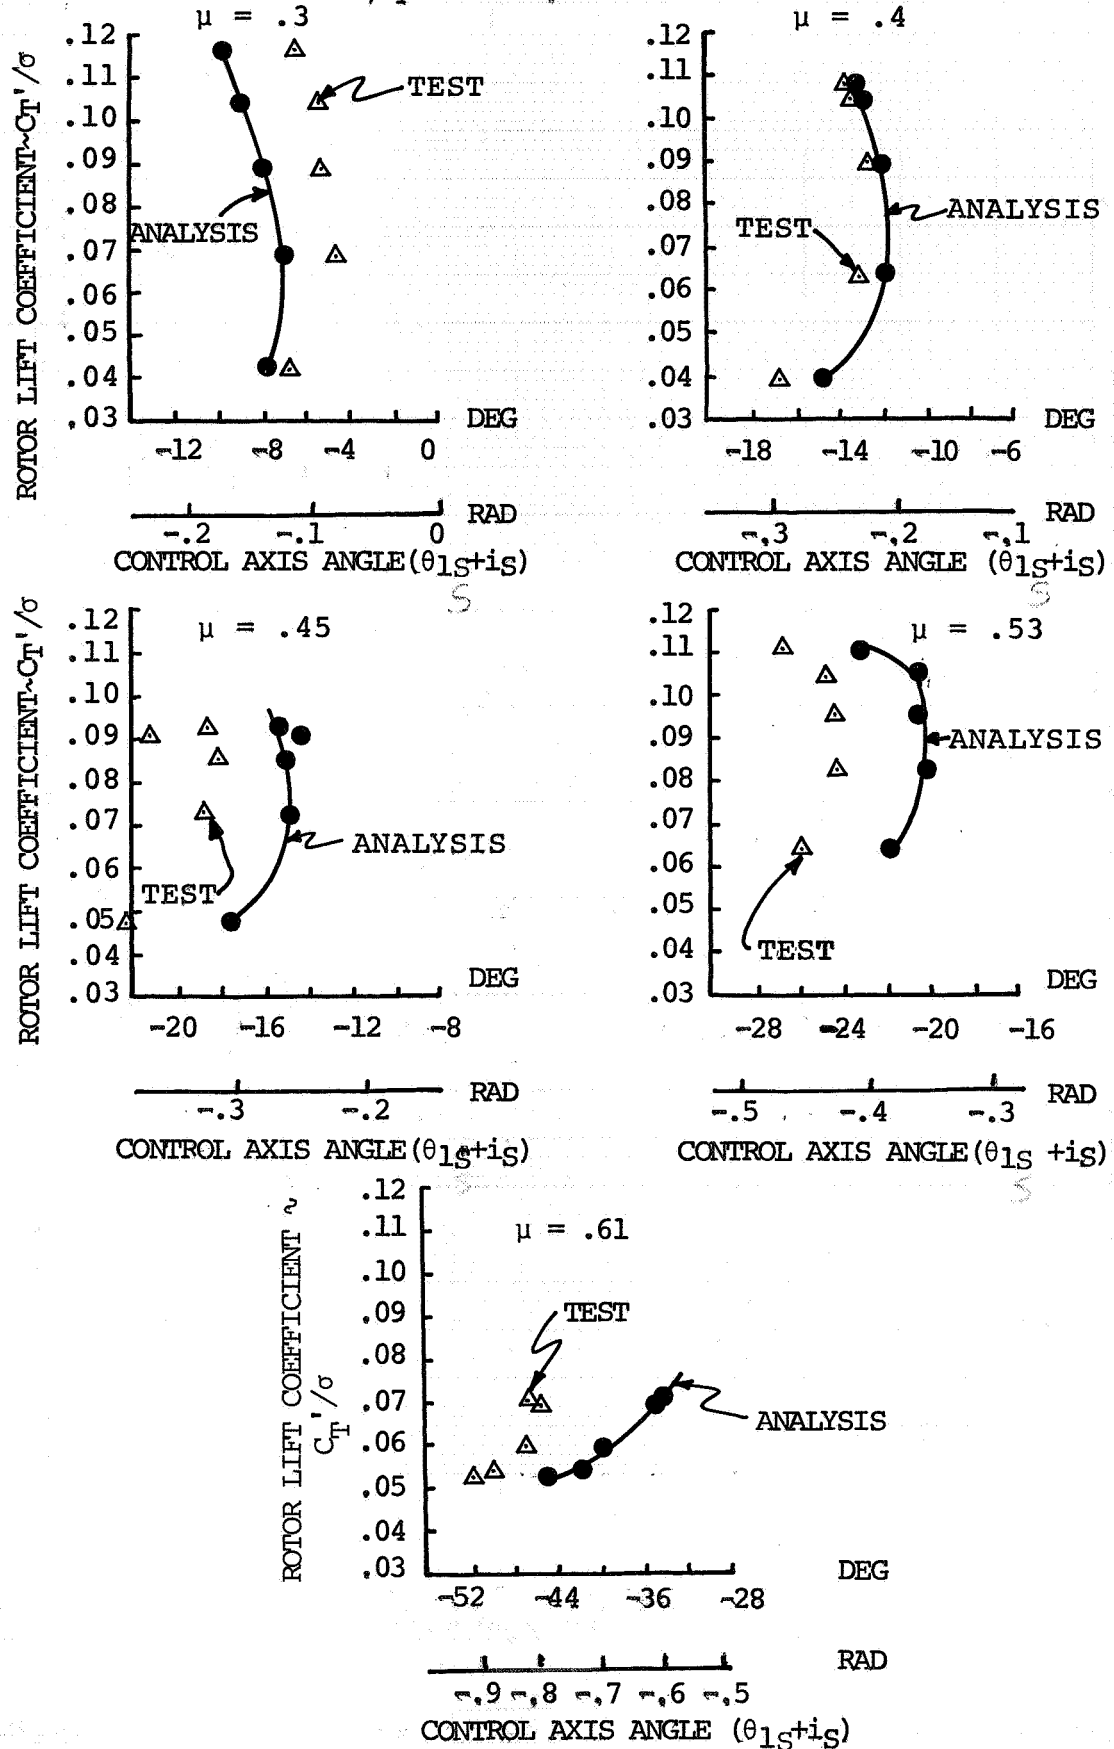 μ = .3
ROTOR LIFT COEFFICIENT~CT'/σ
.12
.11
.10
.09
.08
.07
.06
.05
.04
.03
TEST
ANALYSIS
-12 -8 -4 0
DEG
-.2 -.1 0
RAD
CONTROL AXIS ANGLE(θ1S+iS)
S
μ = .4
.12
.11
.10
.09
.08
.07
.06
.05
.04
.03
ANALYSIS
TEST
-18 -14 -10 -6
DEG
-.3 -.2 -.1
RAD
CONTROL AXIS ANGLE (θ1S+iS)
S
μ = .45
ROTOR LIFT COEFFICIENT~CT'/σ
.12
.11
.10
.09
.08
.07
.06
.05
.04
.03
ANALYSIS
TEST
-20 -16 -12 -8
DEG
-.3 -.2
RAD
CONTROL AXIS ANGLE(θ1S+iS)
S
μ = .53
.12
.11
.10
.09
.08
.07
.06
.05
.04
.03
ANALYSIS
TEST
-28 -24 -20 -16
DEG
-.5 -.4 -.3
RAD
CONTROL AXIS ANGLE(θ1S +iS)
S
μ = .61
ROTOR LIFT COEFFICIENT ~
CT'/σ
.12
.11
.10
.09
.08
.07
.06
.05
.04
.03
TEST
ANALYSIS
-52 -44 -36 -28
DEG
-.9 -.8 -.7 -.6 -.5
RAD
CONTROL AXIS ANGLE (θ1S+iS)